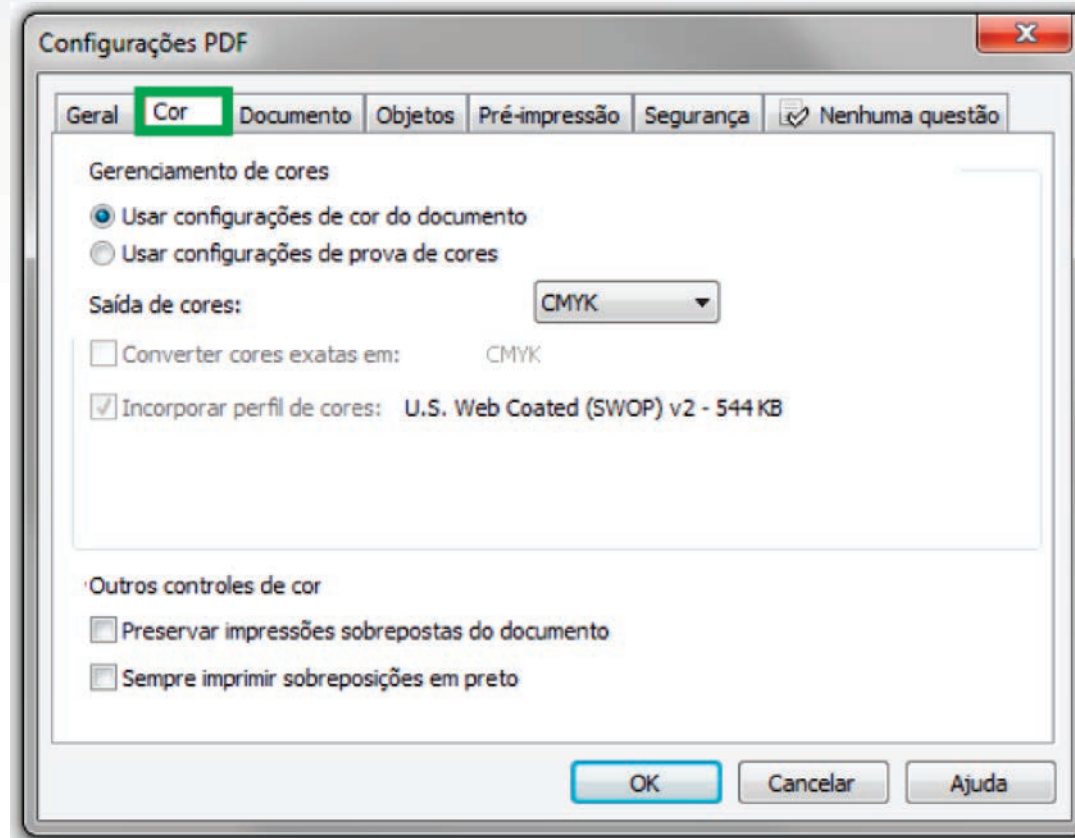 Configurações PDF
Geral Cor Documento Objetos Pré-impressão Segurança Nenhuma questão
Gerenciamento de cores
Usar configurações de cor do documento
Usar configurações de prova de cores
Saída de cores: CMYK
Converter cores exatas em: CMYK
Incorporar perfil de cores: U.S. Web Coated (SWOP) v2 - 544 KB
Outros controles de cor
Preservar impressões sobrepostas do documento
Sempre imprimir sobreposições em preto
OK Cancelar Ajuda